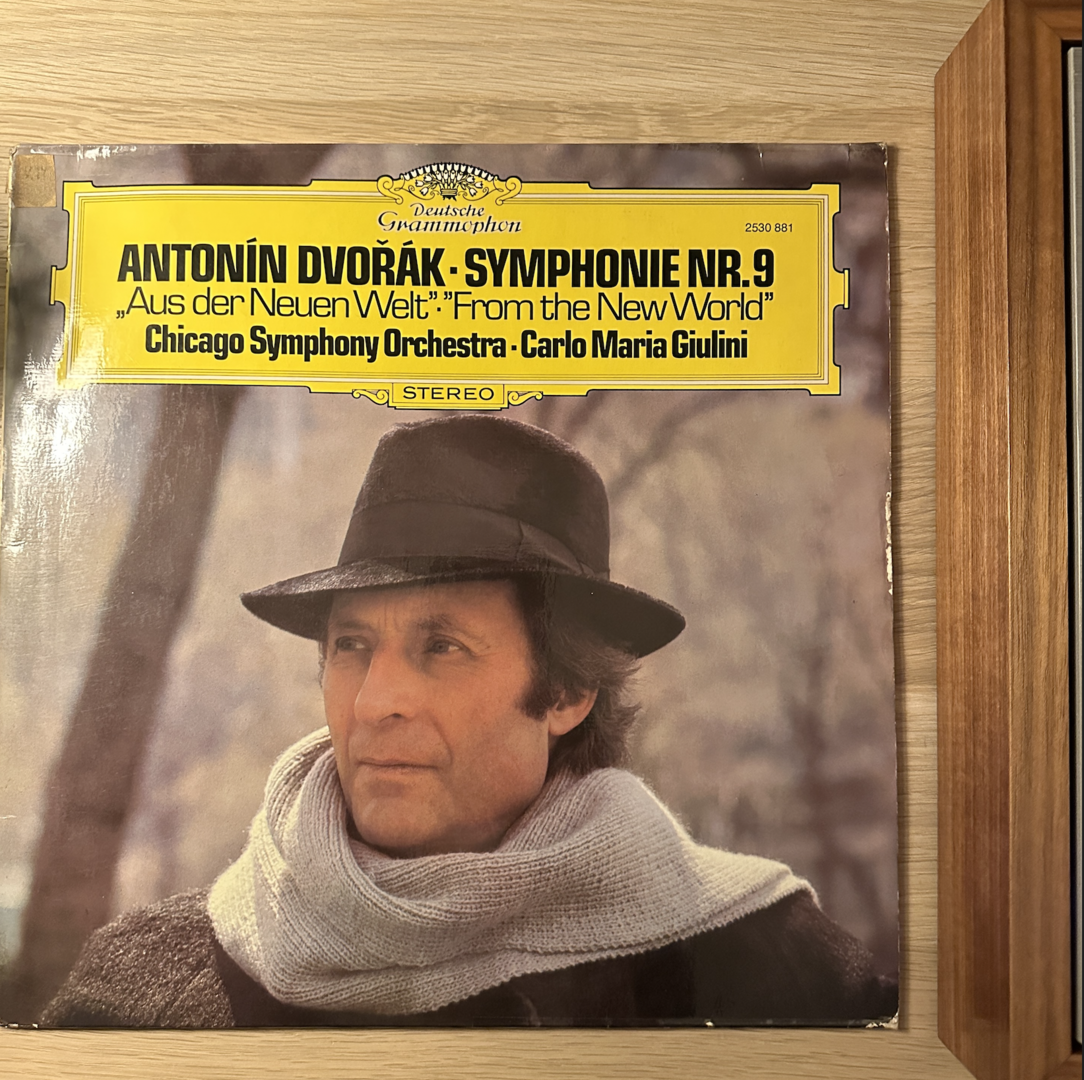 Deutsche
Grammophon
2530 881
ANTONÍN DVOŘÁK · SYMPHONIE NR. 9
„Aus der Neuen Welt” · ”From the New World”
Chicago Symphony Orchestra · Carlo Maria Giulini
STEREO